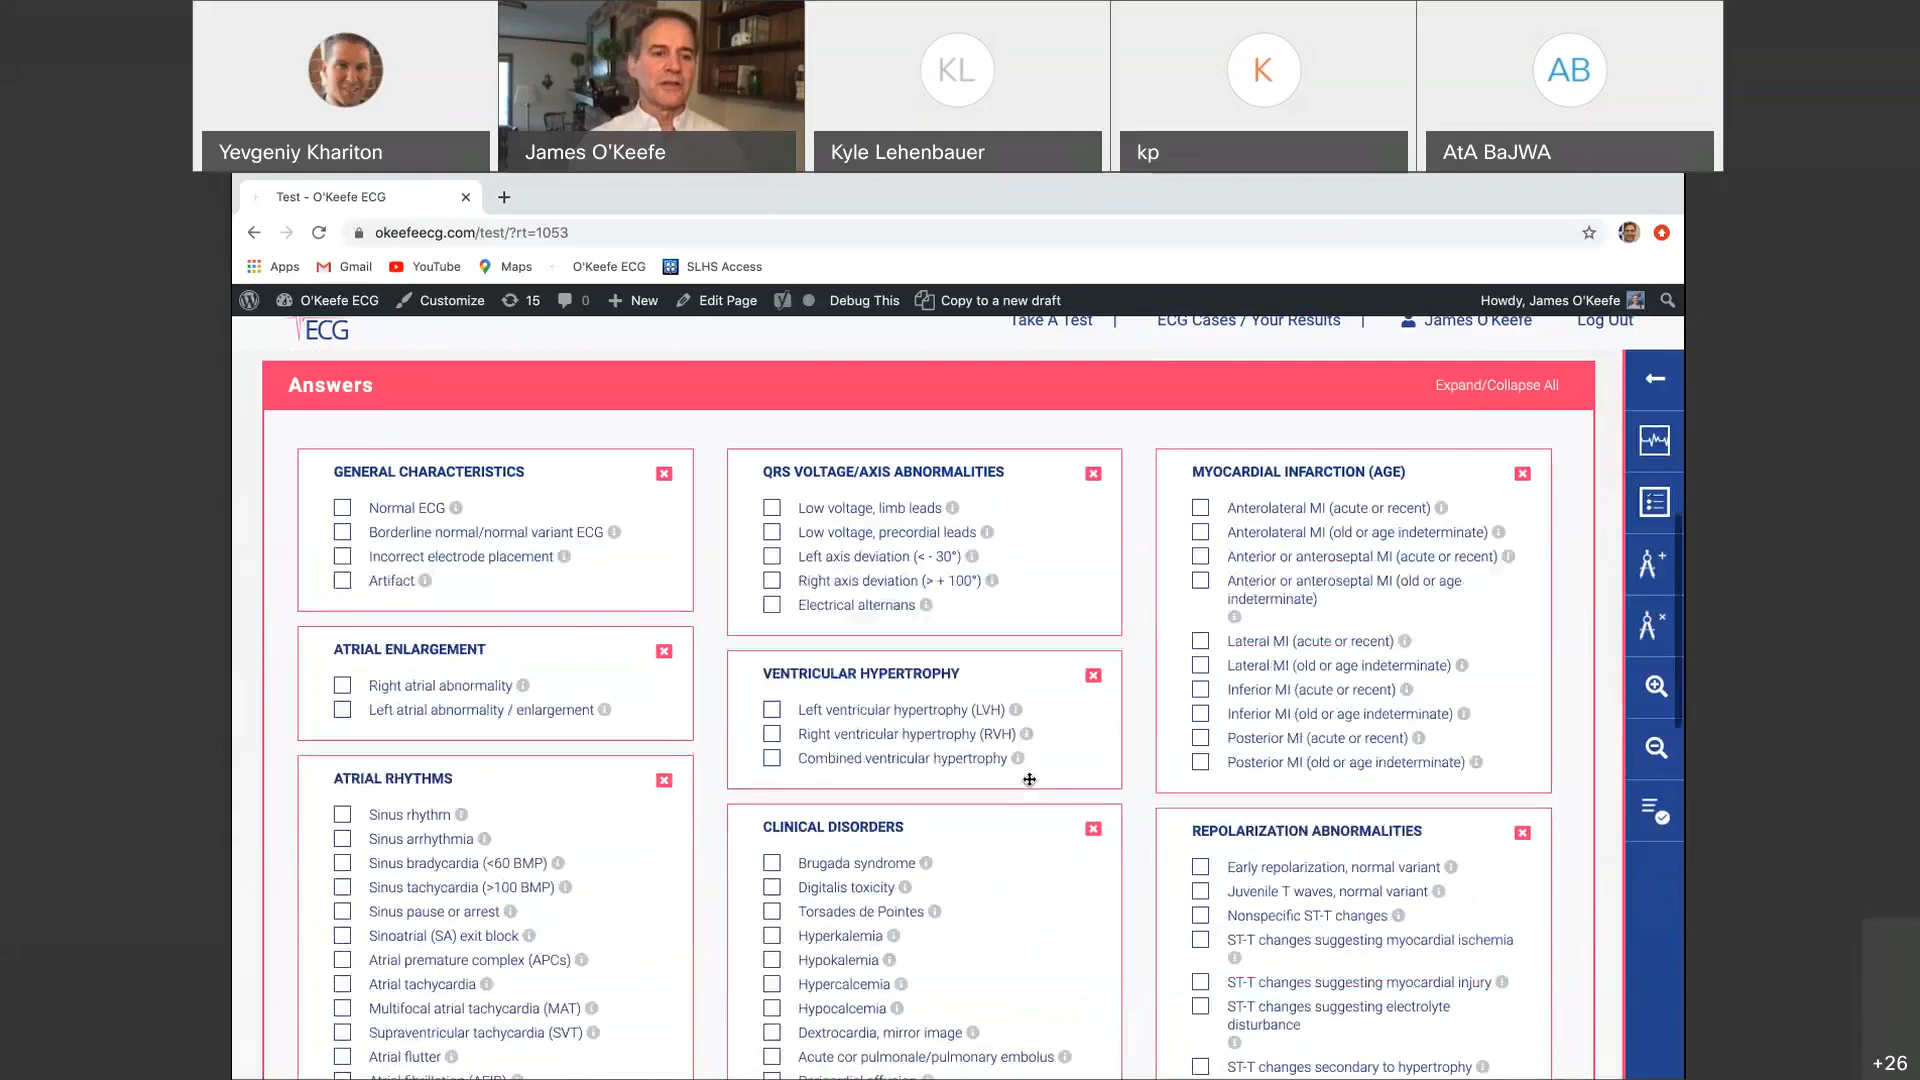 KL
K
AB
Yevgeniy Khariton
James O'Keefe
Kyle Lehenbauer
kp
AtA BaJWA
Test - O'Keefe ECG
okeefeecg.com/test/?rt=1053
Apps
Gmail
YouTube
Maps
O'Keefe ECG
SLHS Access
O'Keefe ECG
Customize
15
0
New
Edit Page
Debug This
Copy to a new draft
Howdy, James O'Keefe
ECG
Take A Test |
ECG Cases / Your Results |
James O'Keefe
Log Out
Answers
Expand/Collapse All
GENERAL CHARACTERISTICS
Normal ECG
Borderline normal/normal variant ECG
Incorrect electrode placement
Artifact
ATRIAL ENLARGEMENT
Right atrial abnormality
Left atrial abnormality / enlargement
ATRIAL RHYTHMS
Sinus rhythm
Sinus arrhythmia
Sinus bradycardia (<60 BMP)
Sinus tachycardia (>100 BMP)
Sinus pause or arrest
Sinoatrial (SA) exit block
Atrial premature complex (APCs)
Atrial tachycardia
Multifocal atrial tachycardia (MAT)
Supraventricular tachycardia (SVT)
Atrial flutter
QRS VOLTAGE/AXIS ABNORMALITIES
Low voltage, limb leads
Low voltage, precordial leads
Left axis deviation (< - 30°)
Right axis deviation (> + 100°)
Electrical alternans
VENTRICULAR HYPERTROPHY
Left ventricular hypertrophy (LVH)
Right ventricular hypertrophy (RVH)
Combined ventricular hypertrophy
CLINICAL DISORDERS
Brugada syndrome
Digitalis toxicity
Torsades de Pointes
Hyperkalemia
Hypokalemia
Hypercalcemia
Hypocalcemia
Dextrocardia, mirror image
Acute cor pulmonale/pulmonary embolus
MYOCARDIAL INFARCTION (AGE)
Anterolateral MI (acute or recent)
Anterolateral MI (old or age indeterminate)
Anterior or anteroseptal MI (acute or recent)
Anterior or anteroseptal MI (old or age
indeterminate)
Lateral MI (acute or recent)
Lateral MI (old or age indeterminate)
Inferior MI (acute or recent)
Inferior MI (old or age indeterminate)
Posterior MI (acute or recent)
Posterior MI (old or age indeterminate)
REPOLARIZATION ABNORMALITIES
Early repolarization, normal variant
Juvenile T waves, normal variant
Nonspecific ST-T changes
ST-T changes suggesting myocardial ischemia
ST-T changes suggesting myocardial injury
ST-T changes suggesting electrolyte
disturbance
ST-T changes secondary to hypertrophy
+26